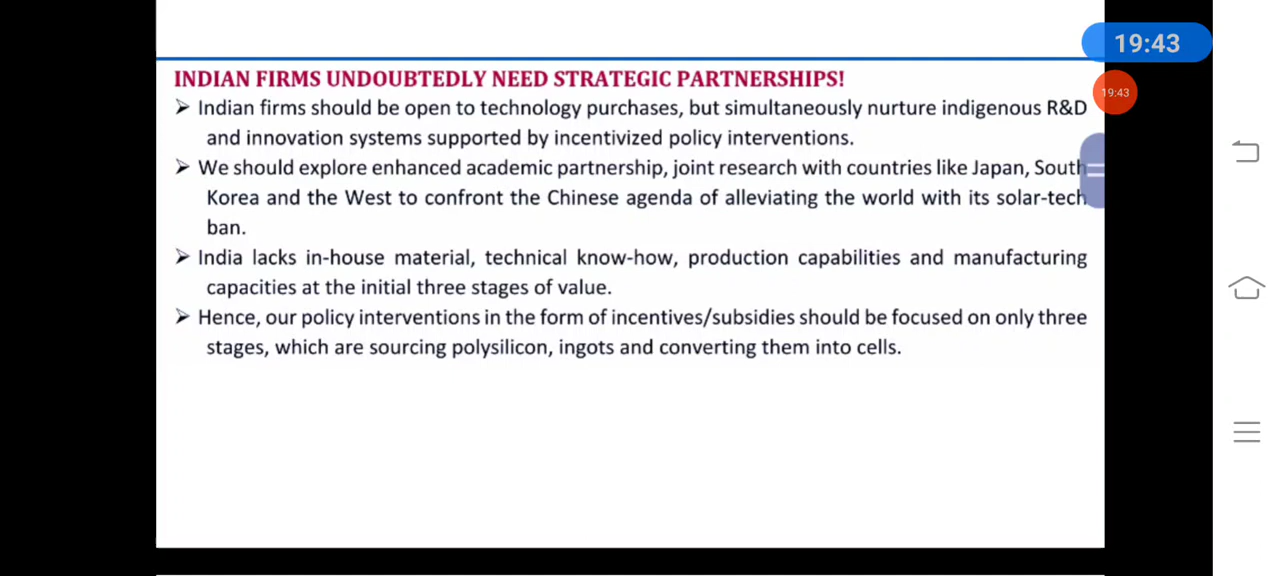 19:43
INDIAN FIRMS UNDOUBTEDLY NEED STRATEGIC PARTNERSHIPS!
19:43
➢ Indian firms should be open to technology purchases, but simultaneously nurture indigenous R&D
and innovation systems supported by incentivized policy interventions.
➢ We should explore enhanced academic partnership, joint research with countries like Japan, South
Korea and the West to confront the Chinese agenda of alleviating the world with its solar-tech
ban.
➢ India lacks in-house material, technical know-how, production capabilities and manufacturing
capacities at the initial three stages of value.
➢ Hence, our policy interventions in the form of incentives/subsidies should be focused on only three
stages, which are sourcing polysilicon, ingots and converting them into cells.